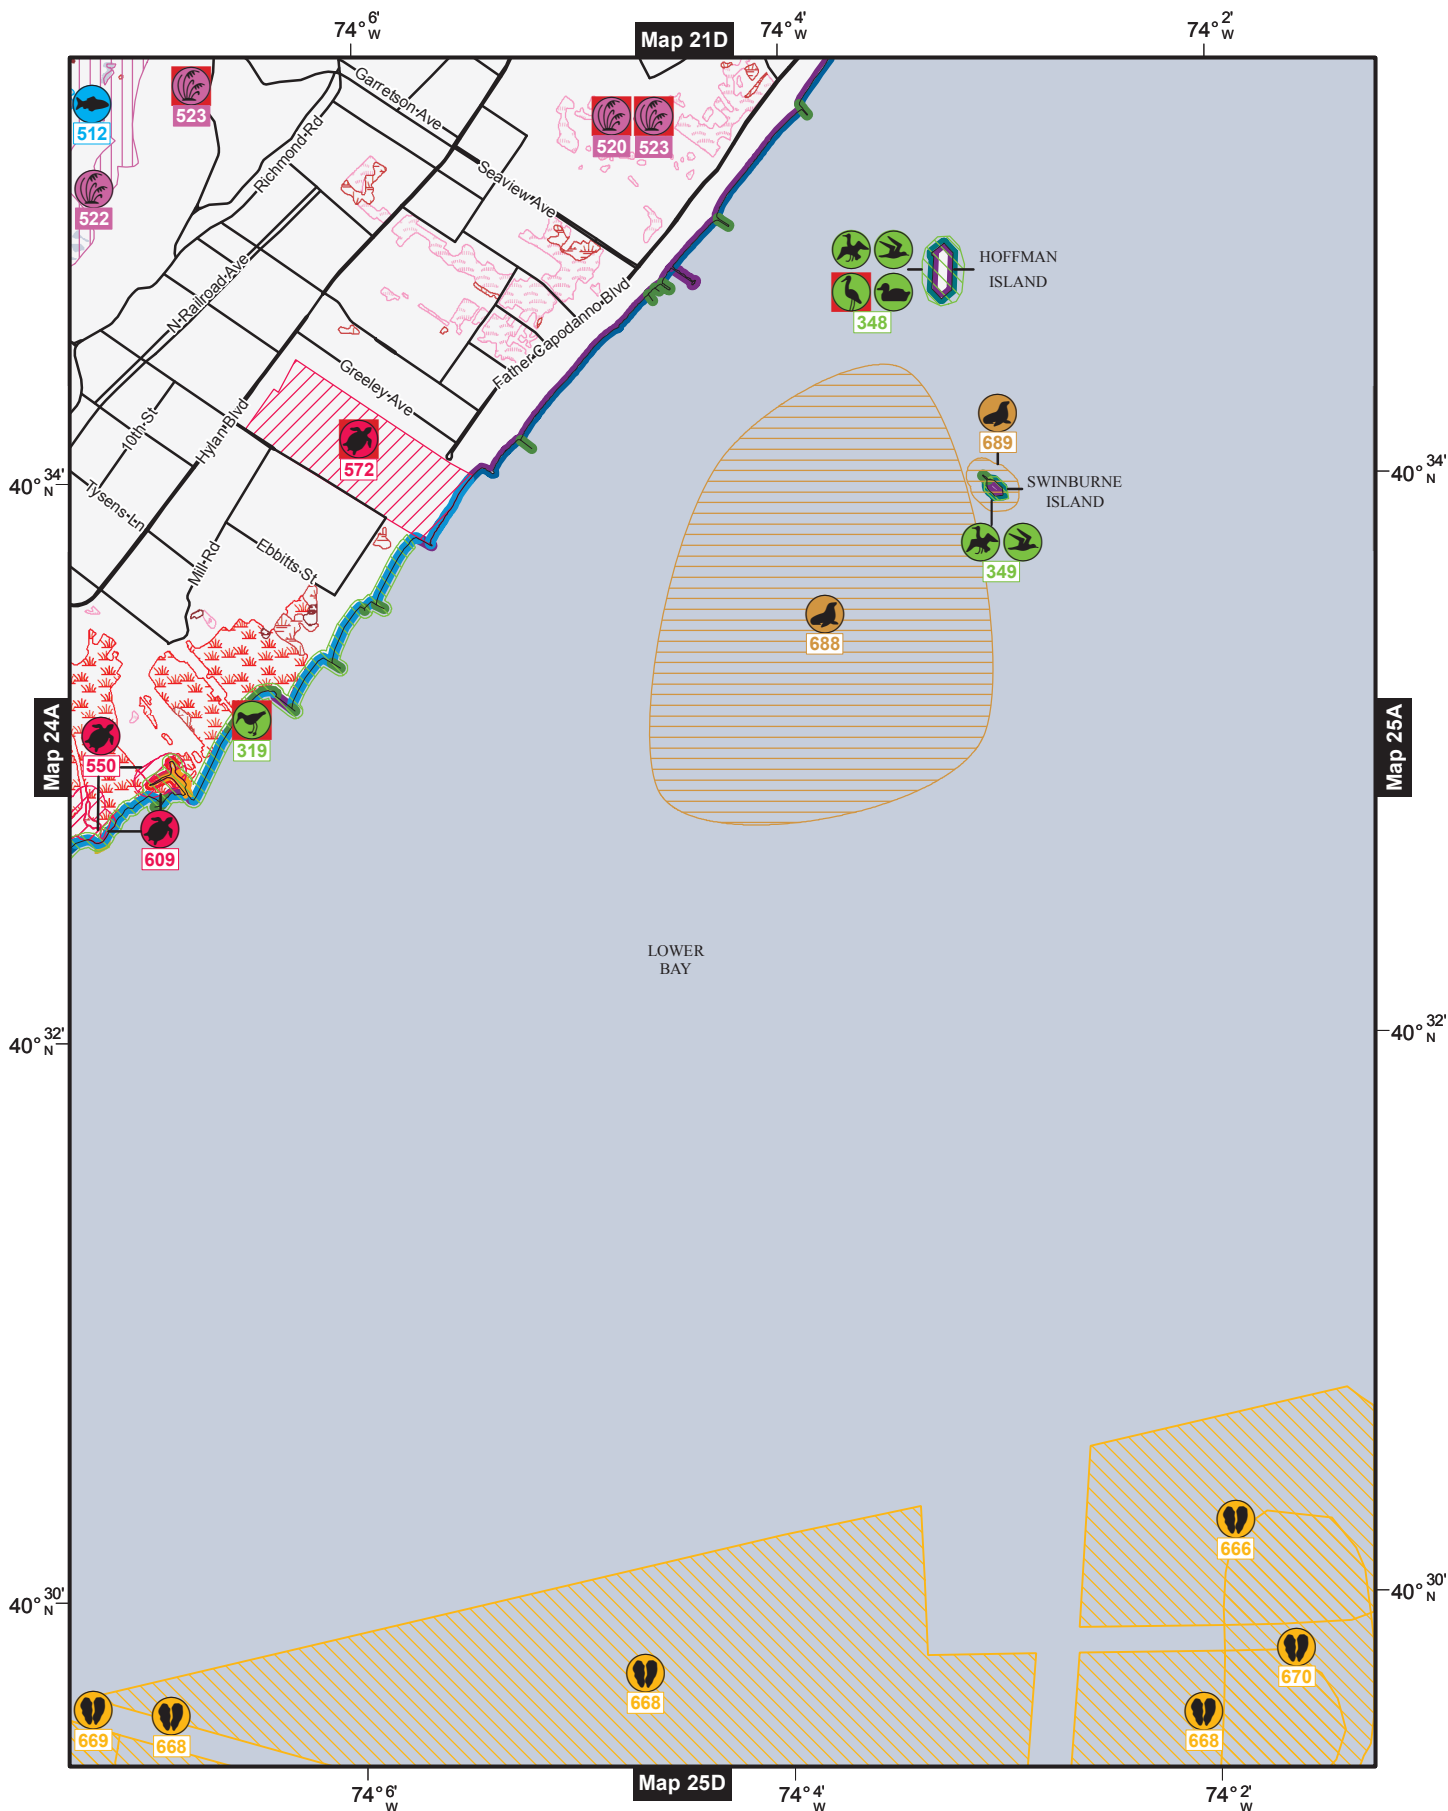 74° 6' W
Map 21D
74° 4' W
74° 2' W
512
523
522
Garretson Ave
Richmond Rd
520
523
Seaview Ave
N Railroad Ave
Father Capodanno Blvd
348
HOFFMAN
ISLAND
10th St
Hylan Blvd
Greeley Ave
572
689
40° 34' N
40° 34' N
SWINBURNE
ISLAND
Tysens Ln
Mill Rd
Ebbitts St
349
688
Map 24A
Map 25A
550
319
609
LOWER
BAY
40° 32' N
40° 32' N
666
40° 30' N
40° 30' N
670
668
669
668
668
74° 6' W
Map 25D
74° 4' W
74° 2' W